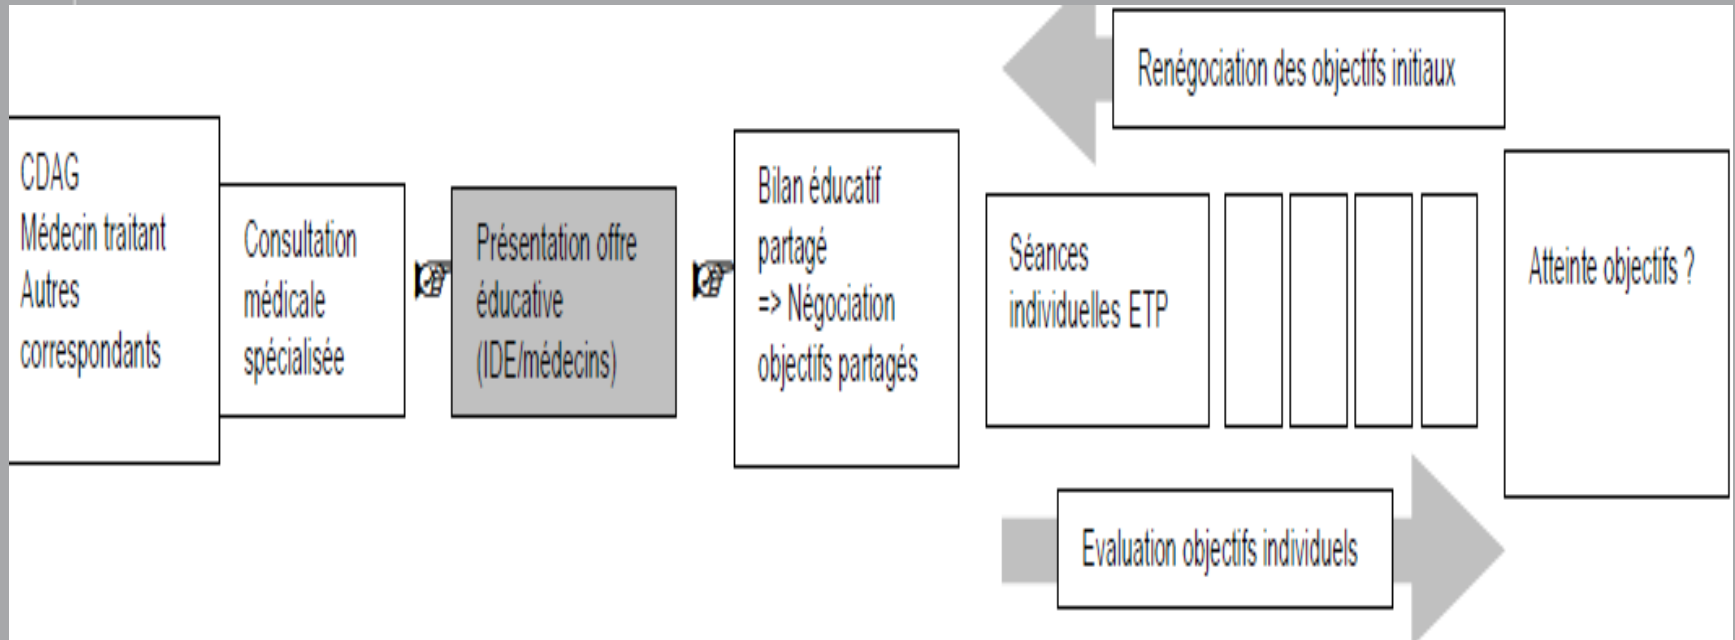 CDAG
Médecin traitant
Autres
correspondants
Consultation
médicale
spécialisée
Présentation offre
éducative
(IDE/médecins)
Bilan éducatif
partagé
=> Négociation
objectifs partagés
Renégociation des objectifs initiaux
Séances
individuelles ETP
Atteinte objectifs ?
Evaluation objectifs individuels